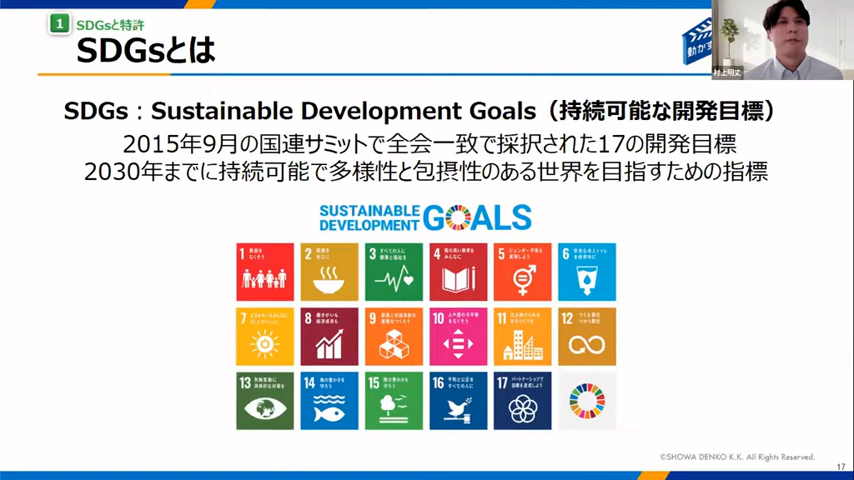 1 SDGsと特許
SDGsとは
動かす
村上明丈
SDGs：Sustainable Development Goals（持続可能な開発目標）
2015年9月の国連サミットで全会一致で採択された17の開発目標
2030年までに持続可能で多様性と包摂性のある世界を目指すための指標
SUSTAINABLE
DEVELOPMENT
GOALS
1 貧困を
なくそう
2 飢餓を
ゼロに
3 すべての人に
健康と福祉を
4 質の高い教育を
みんなに
5 ジェンダー平等を
実現しよう
6 安全な水とトイレ
を世界中に
7 エネルギーをみんなに
そしてクリーンに
8 働きがいも
経済成長も
9 産業と技術革新の
基盤をつくろう
10 人や国の不平等
をなくそう
11 住み続けられる
まちづくりを
12 つくる責任
つかう責任
13 気候変動に
具体的な対策を
14 海の豊かさを
守ろう
15 陸の豊かさも
守ろう
16 平和と公正を
すべての人に
17 パートナーシップで
目標を達成しよう
©SHOWA DENKO K.K. All Rights Reserved.
17